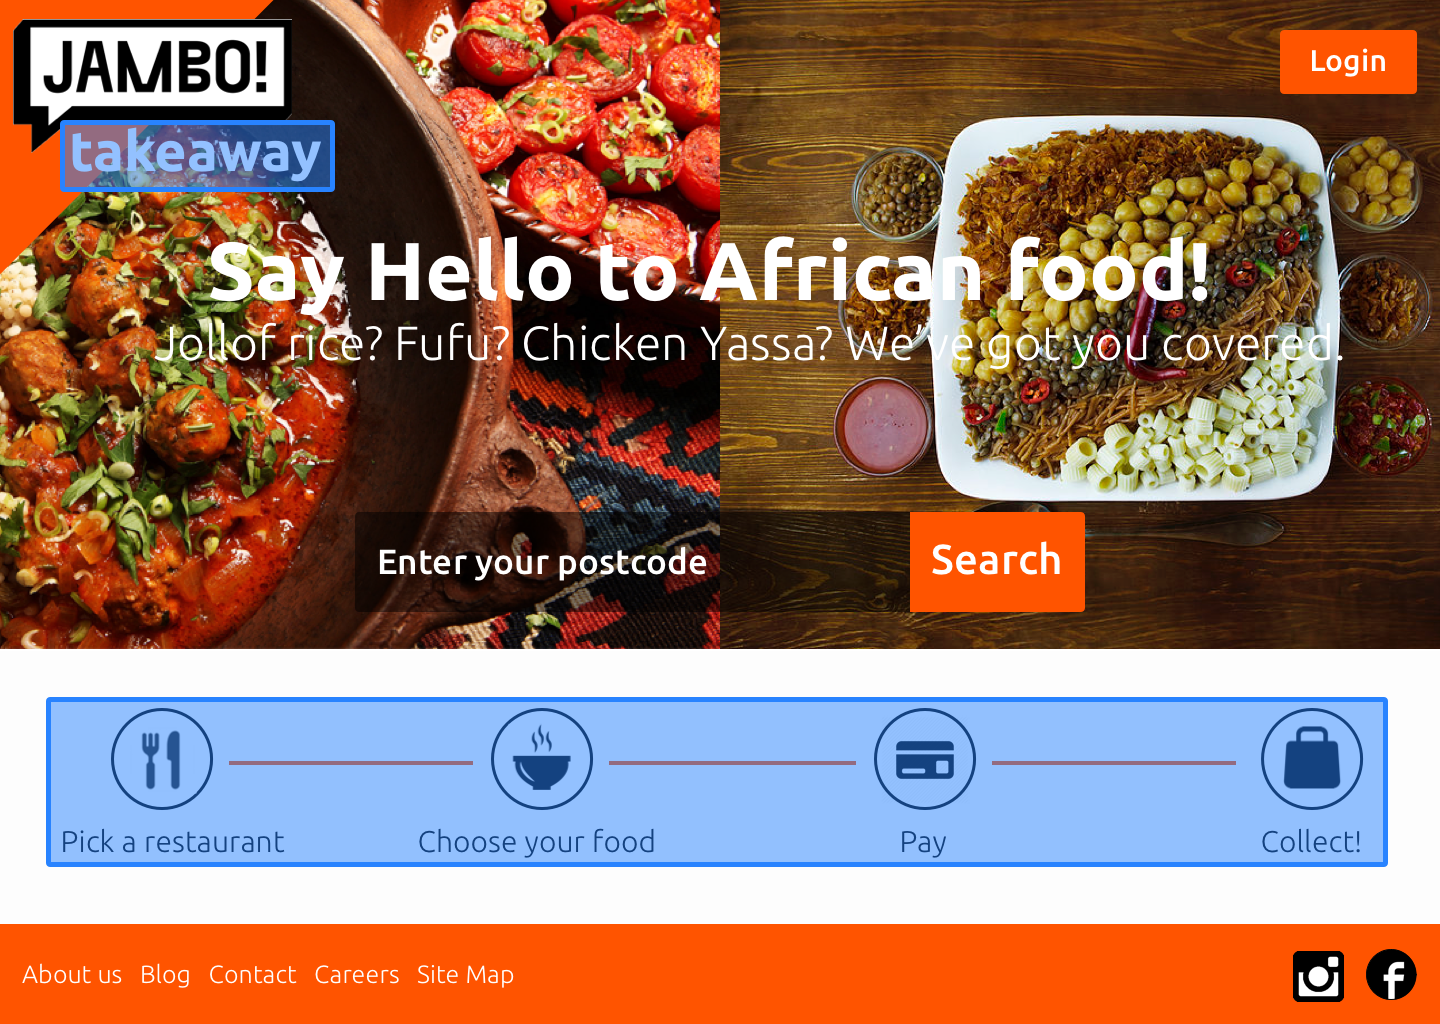 JAMBO!
takeaway
Login
Say Hello to African food!
Jollof rice? Fufu? Chicken Yassa? We've got you covered.
Enter your postcode
Search
Pick a restaurant
Choose your food
Pay
Collect!
About us Blog Contact Careers Site Map